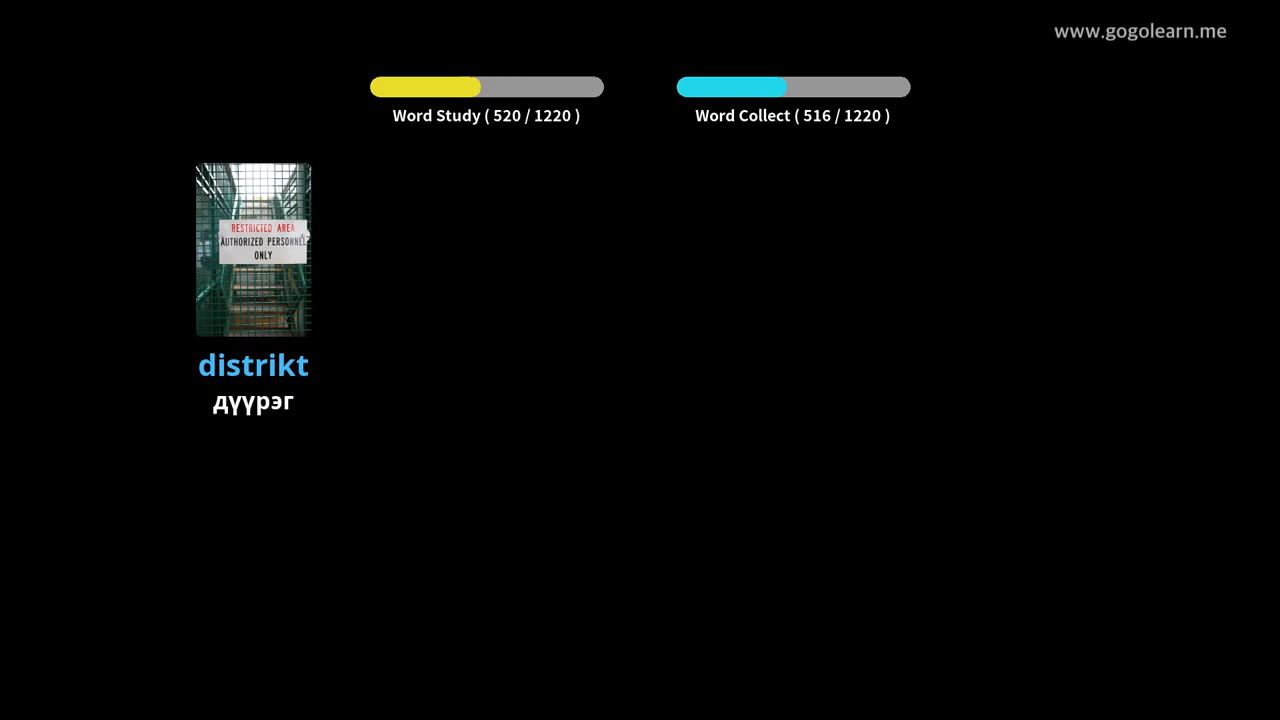 www.gogolearn.me
Word Study ( 520 / 1220 )
Word Collect ( 516 / 1220 )
RESTRICTED AREA
AUTHORIZED PERSONNEL
ONLY
distrikt
дүүрэг